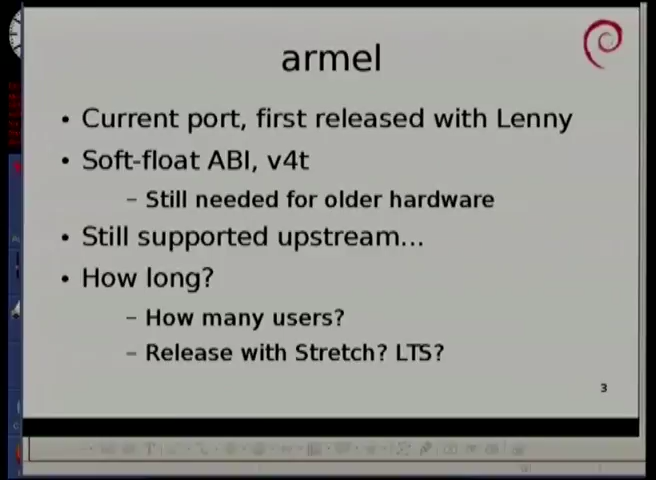 armel
• Current port, first released with Lenny
• Soft-float ABI, v4t
– Still needed for older hardware
• Still supported upstream...
• How long?
– How many users?
– Release with Stretch? LTS?
3